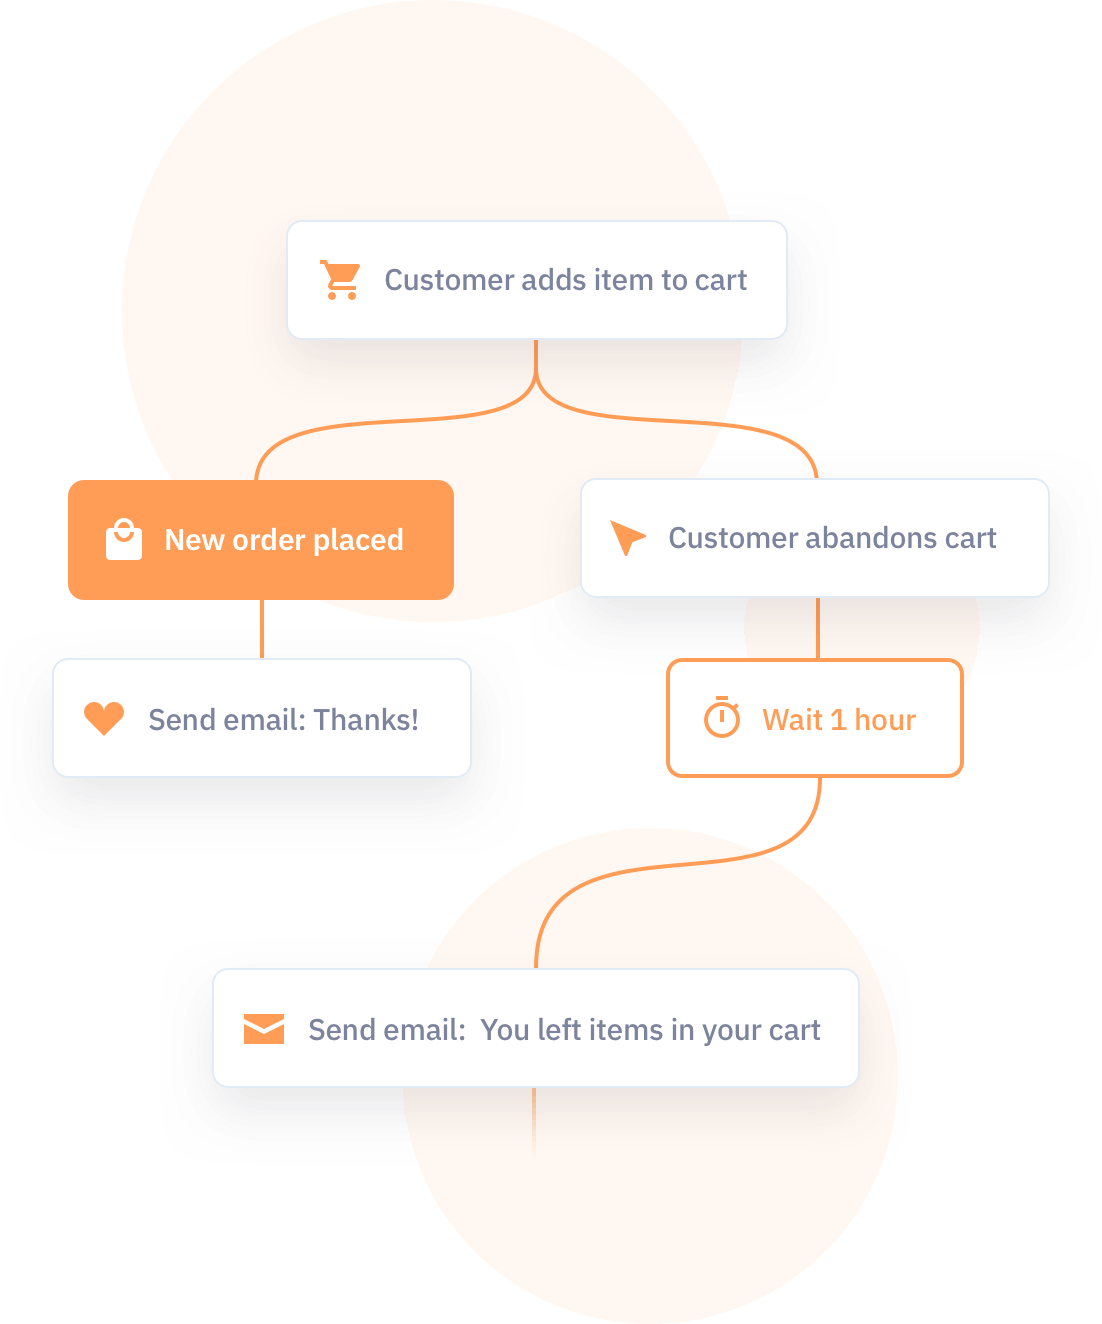 Customer adds item to cart
New order placed
Customer abandons cart
Send email: Thanks!
Wait 1 hour
Send email: You left items in your cart